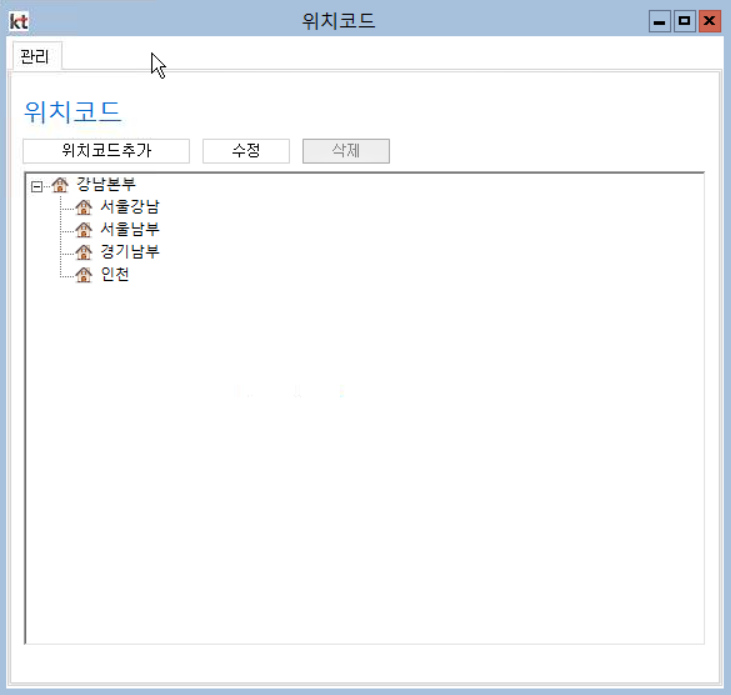 kt
위치코드
관리
위치코드
위치코드추가 수정 삭제
강남본부
서울강남
서울남부
경기남부
인천